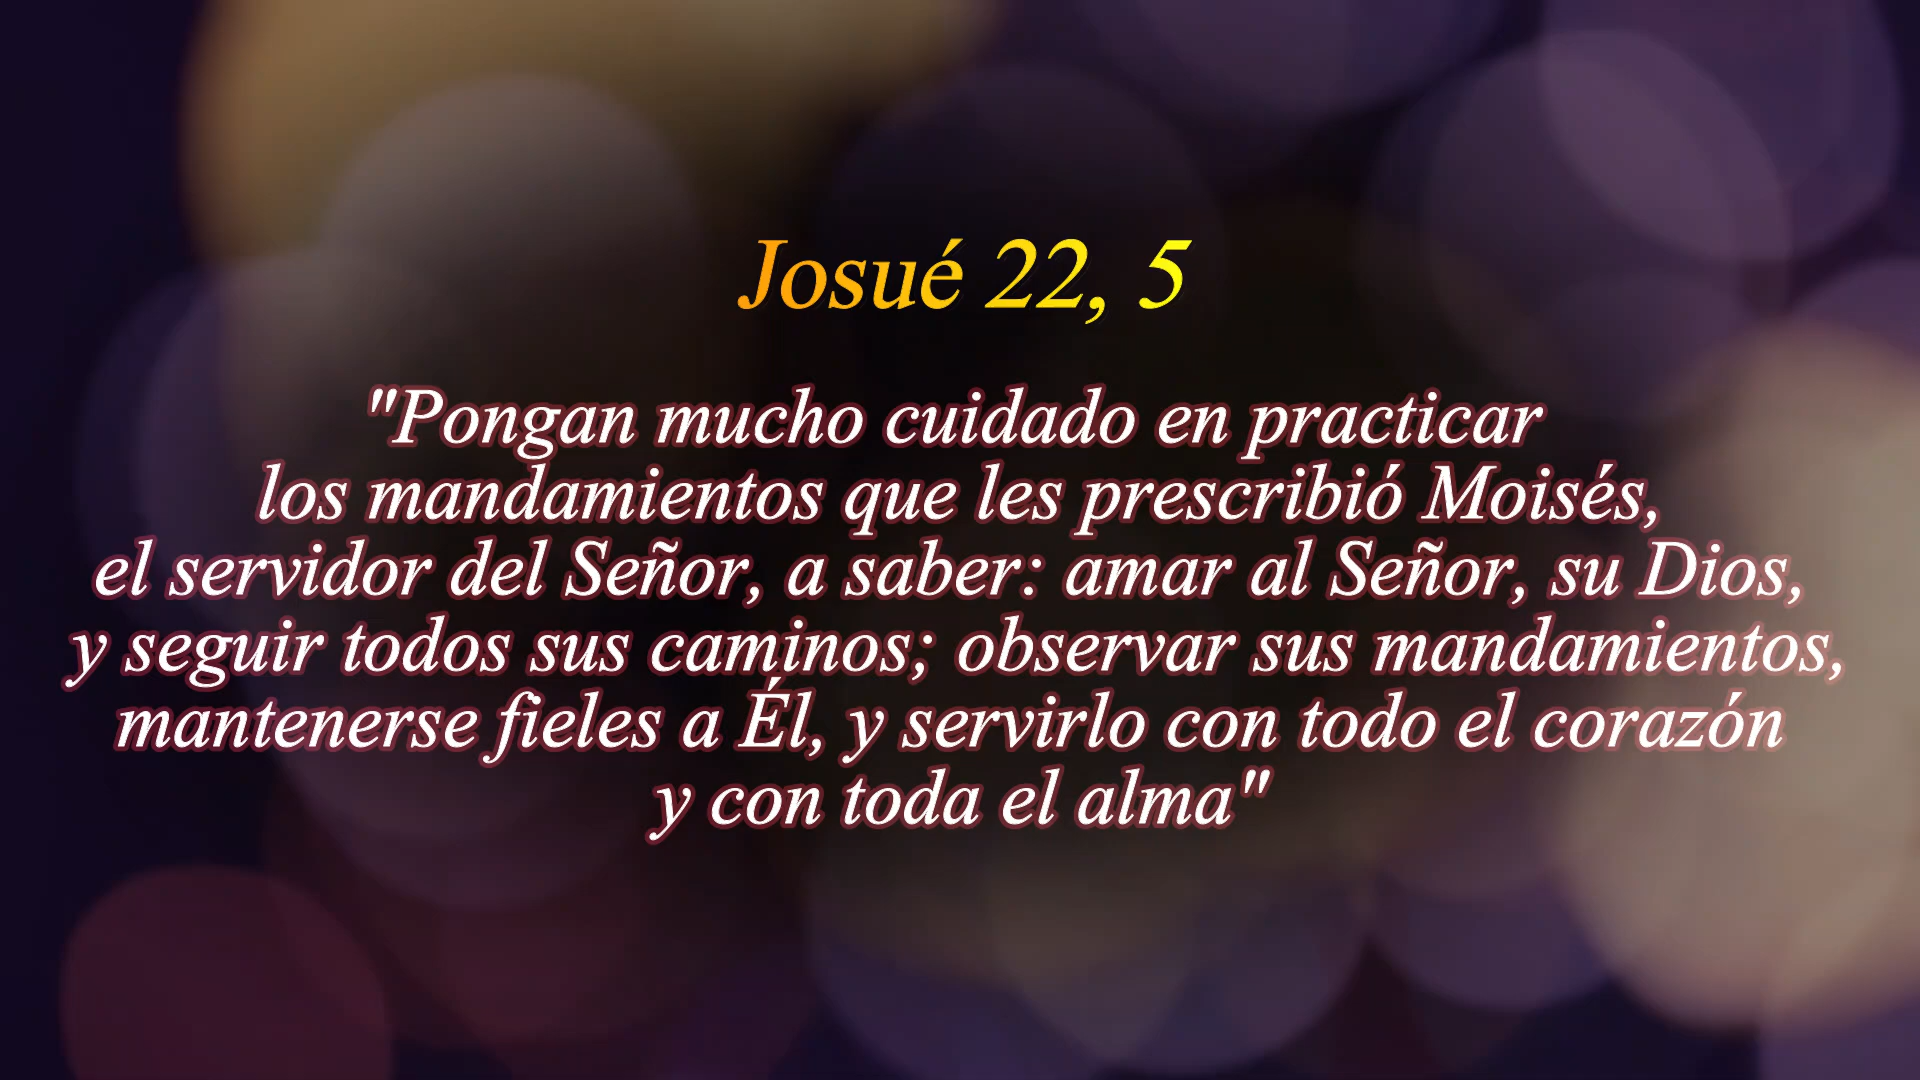 Josué 22, 5
"Pongan mucho cuidado en practicar
los mandamientos que les prescribió Moisés,
el servidor del Señor, a saber: amar al Señor, su Dios,
y seguir todos sus caminos; observar sus mandamientos,
mantenerse fieles a Él, y servirlo con todo el corazón
y con toda el alma"